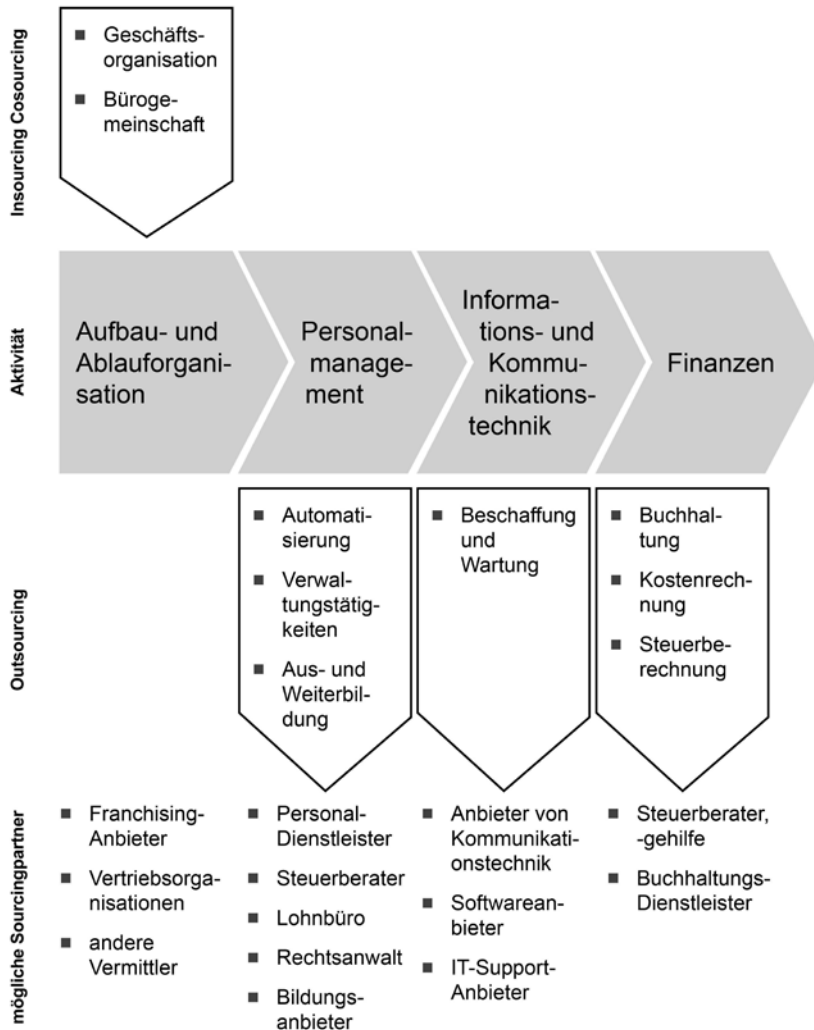 Insourcing Cosourcing
Geschäfts-
organisation
Büroge-
meinschaft
Aktivität
Aufbau- und
Ablauforgani-
sation
Personal-
manage-
ment
Informa-
tions- und
Kommu-
nikations-
technik
Finanzen
Outsourcing
Automati-
sierung
Verwal-
tungstätig-
keiten
Aus- und
Weiterbil-
dung
Beschaffung
und
Wartung
Buchhal-
tung
Kostenrech-
nung
Steuerbe-
rechnung
mögliche Sourcingpartner
Franchising-
Anbieter
Vertriebsorga-
nisationen
andere
Vermittler
Personal-
Dienstleister
Steuerberater
Lohnbüro
Rechtsanwalt
Bildungs-
anbieter
Anbieter von
Kommunikati-
onstechnik
Softwarean-
bieter
IT-Support-
Anbieter
Steuerberater,
-gehilfe
Buchhaltungs-
Dienstleister